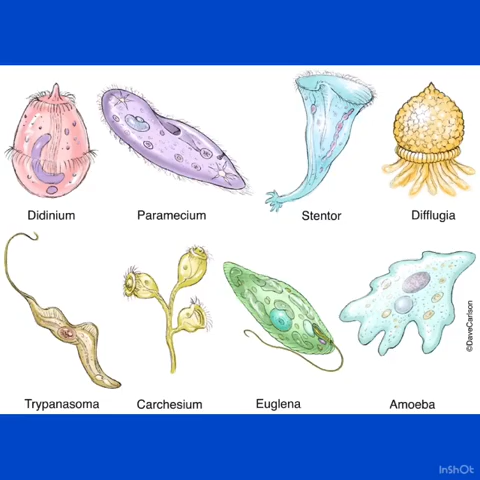 Didinium
Paramecium
Stentor
Difflugia
©DaveCarlson
Trypanasoma
Carchesium
Euglena
Amoeba
InShOt